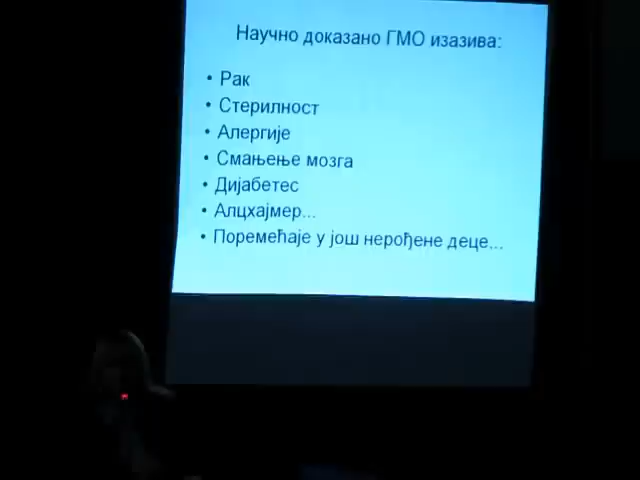 Научно доказано ГМО изазива:
• Рак
• Стерилност
• Алергије
• Смањење мозга
• Дијабетес
• Алцхајмер...
• Поремећаје у још нерођене деце...